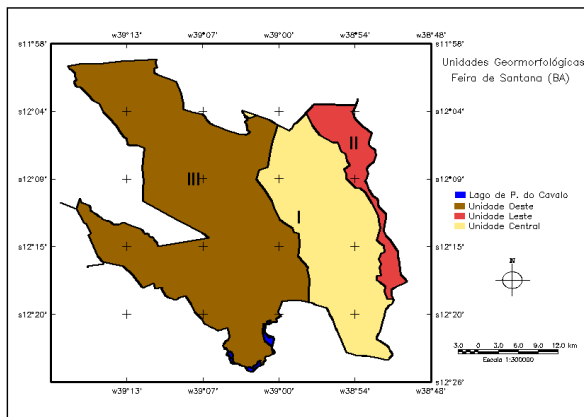 w39°13' w39°07' w39°00' w38°54' w38°48'
s11°58' s11°58'
Unidades Geormorfológicas
Feira de Santana (BA)
s12°04' s12°04'
II
III
s12°09' s12°09'
Lago de P. do Cavalo
Unidade Oeste
Unidade Leste
Unidade Central
I
s12°15' s12°15'
N
s12°20' s12°20'
3.0 0 3.0 6.0 9.0 12.0 km
Escala 1:300000
s12°26' s12°26'
w39°13' w39°07' w39°00' w38°54' w38°48'